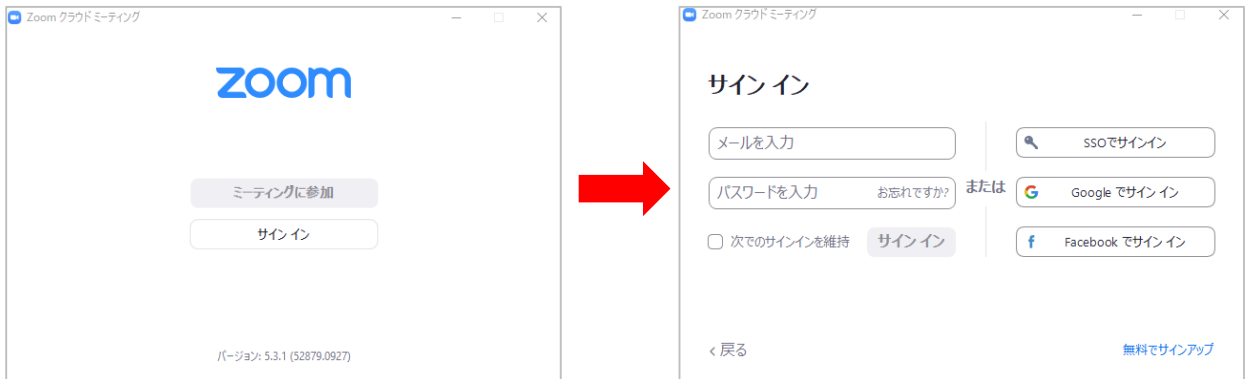 Zoom クラウド ミーティング
zoom
ミーティングに参加
サイン イン
バージョン: 5.3.1 (52879.0927)
Zoom クラウド ミーティング
サイン イン
メールを入力
パスワードを入力 お忘れですか?
次でのサインインを維持 サイン イン
または
SSOでサインイン
Google でサイン イン
Facebook でサイン イン
戻る
無料でサインアップ